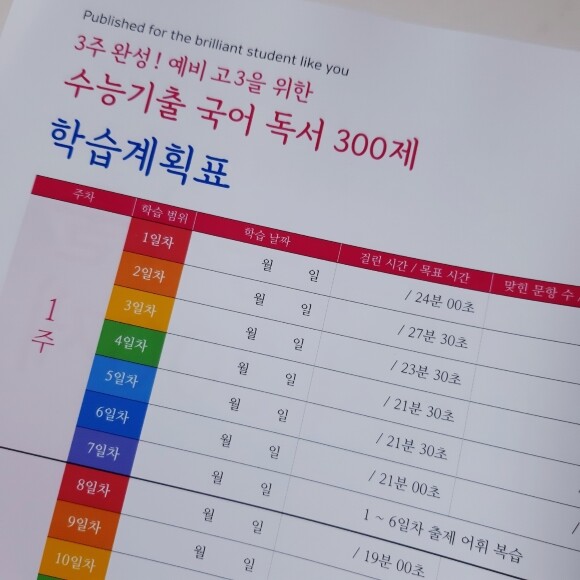 Published for the brilliant student like you
3주 완성! 예비 고3을 위한
수능기출 국어 독서 300제
학습계획표
주차 학습 범위 학습 날짜 걸린 시간 / 목표 시간 맞힌 문항 수 /
1주
1일차 월 일 / 24분 00초
2일차 월 일 / 27분 30초
3일차 월 일 / 23분 30초
4일차 월 일 / 21분 30초
5일차 월 일 / 21분 30초
6일차 월 일 / 21분 00초
7일차 월 일 1 ~ 6일차 출제 어휘 복습
8일차 월 일 / 19분 00초
9일차 월 일
10일차